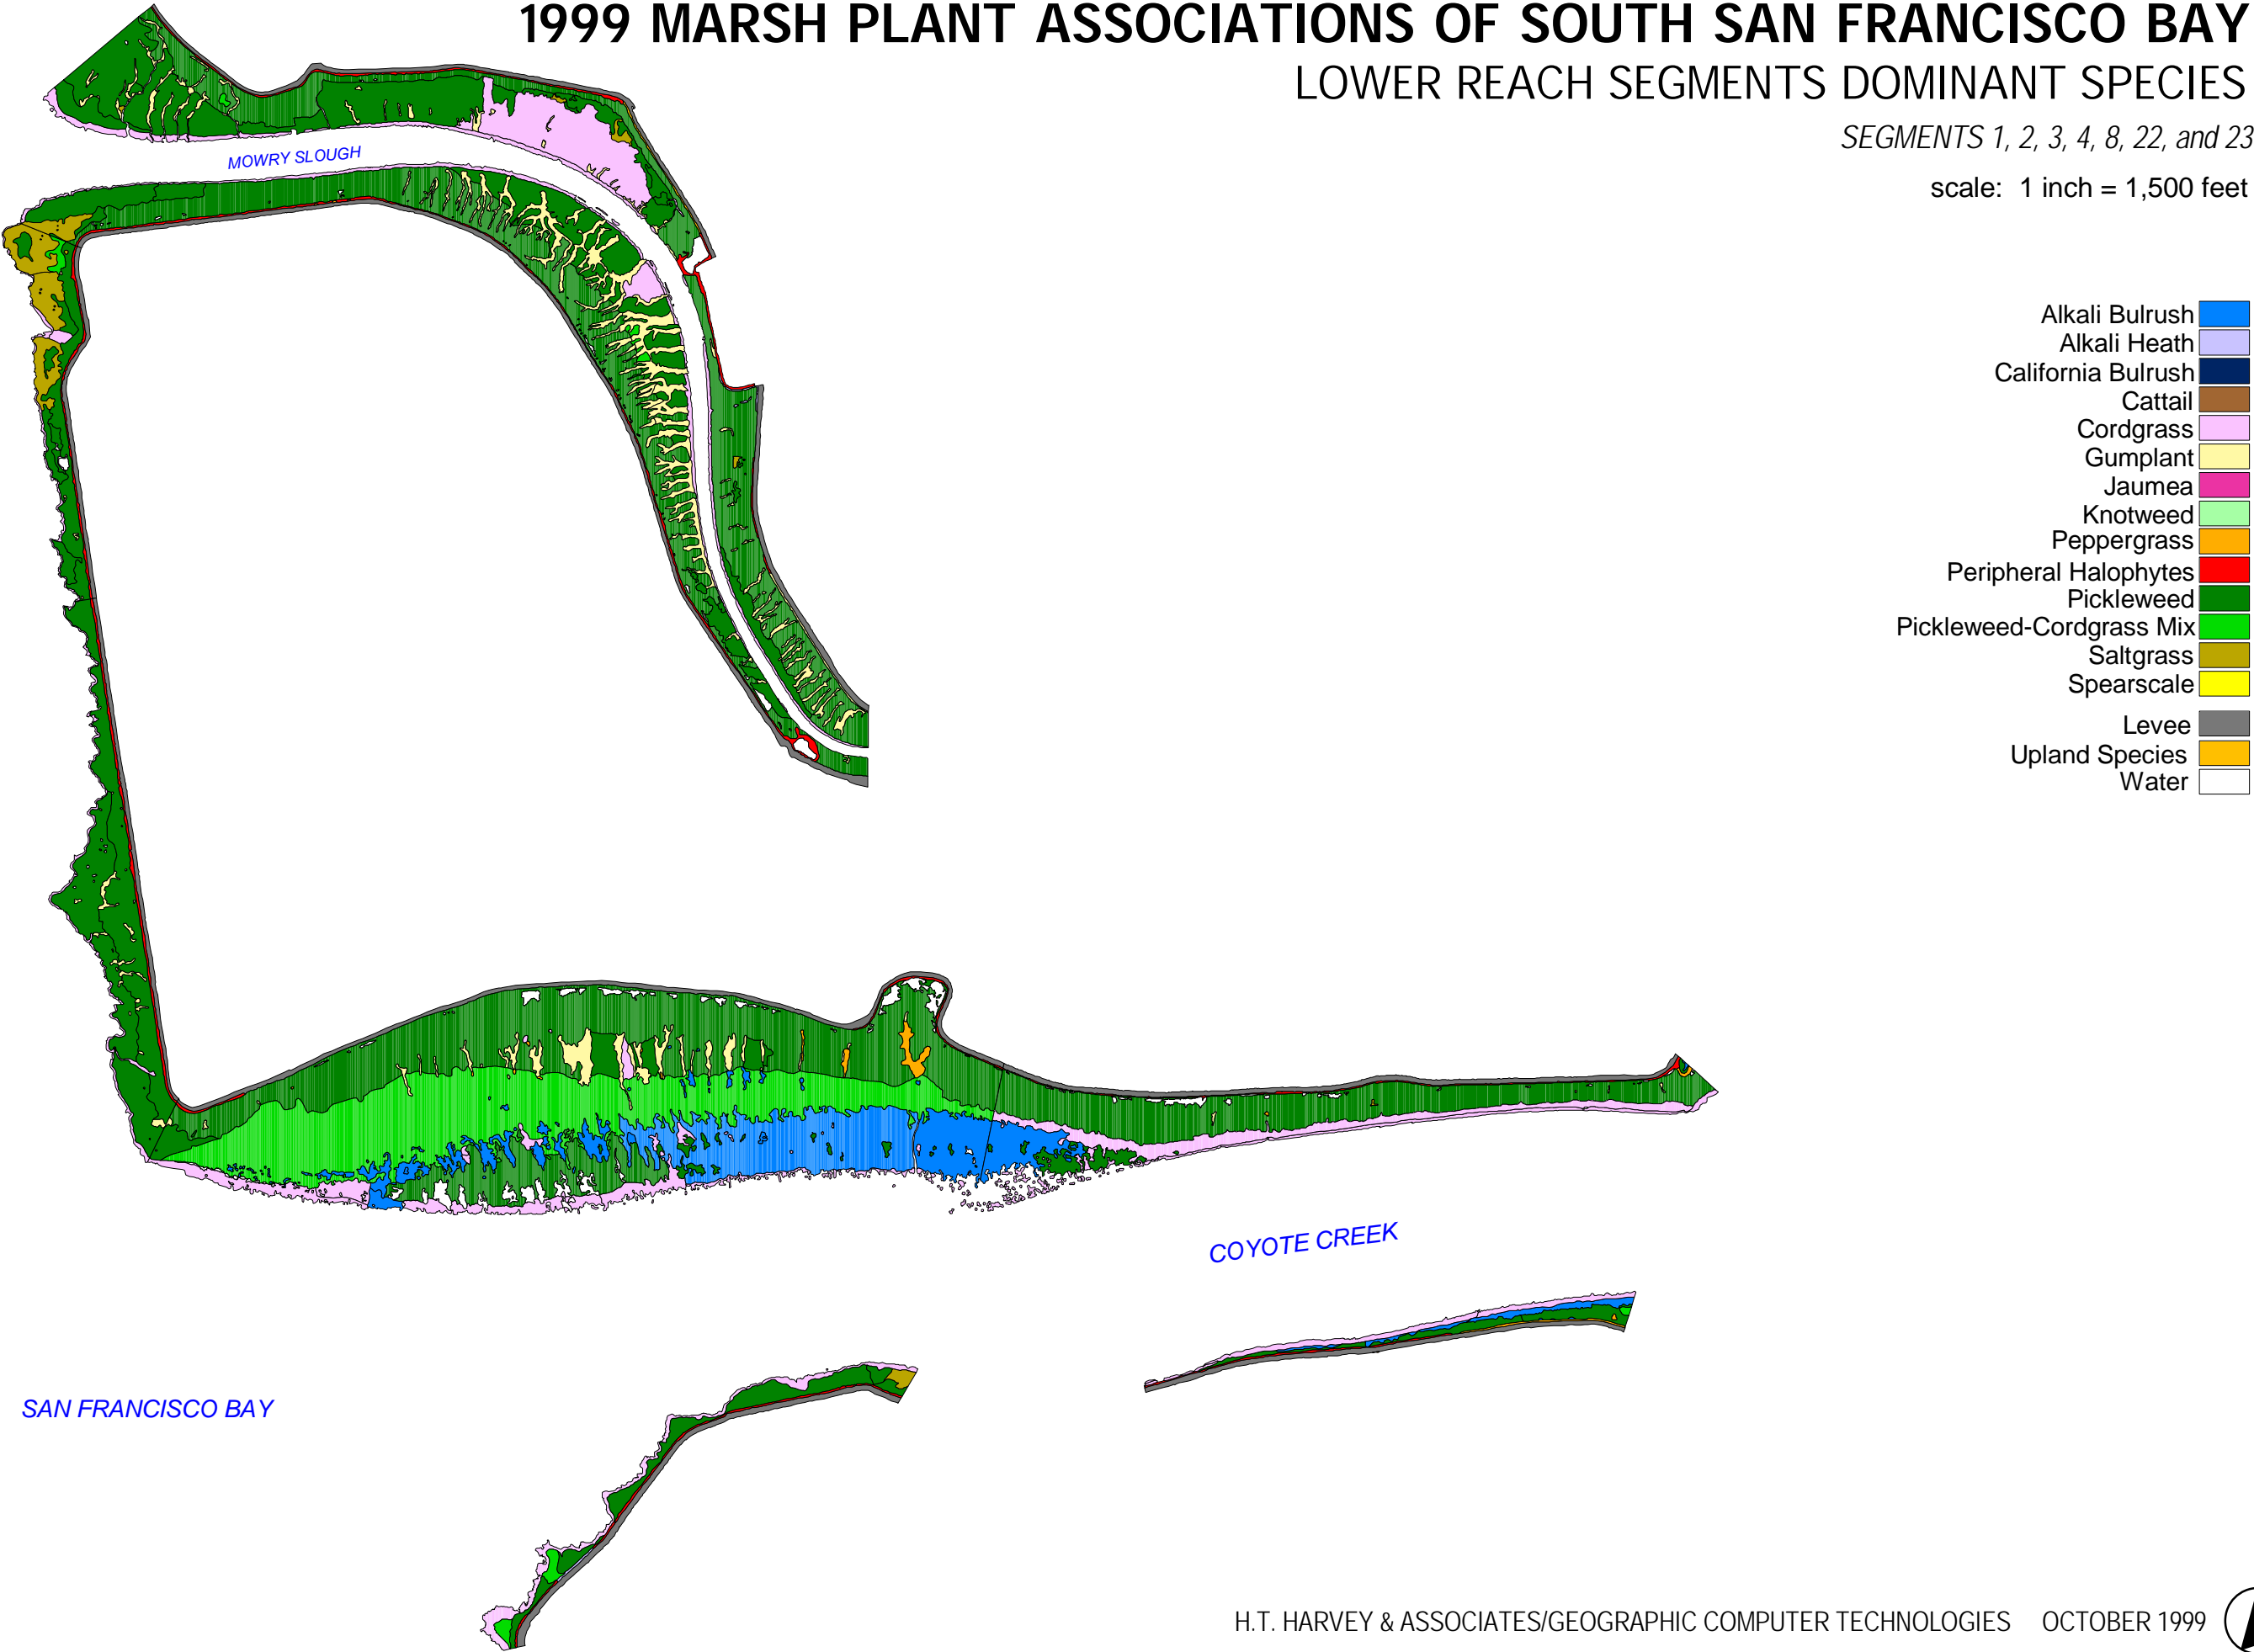 1999 MARSH PLANT ASSOCIATIONS OF SOUTH SAN FRANCISCO BAY
LOWER REACH SEGMENTS DOMINANT SPECIES
SEGMENTS 1, 2, 3, 4, 8, 22, and 23
scale: 1 inch = 1,500 feet
MOWRY SLOUGH
Alkali Bulrush
Alkali Heath
California Bulrush
Cattail
Cordgrass
Gumplant
Jaumea
Knotweed
Peppergrass
Peripheral Halophytes
Pickleweed
Pickleweed-Cordgrass Mix
Saltgrass
Spearscale
Levee
Upland Species
Water
COYOTE CREEK
SAN FRANCISCO BAY
H.T. HARVEY & ASSOCIATES/GEOGRAPHIC COMPUTER TECHNOLOGIES OCTOBER 1999